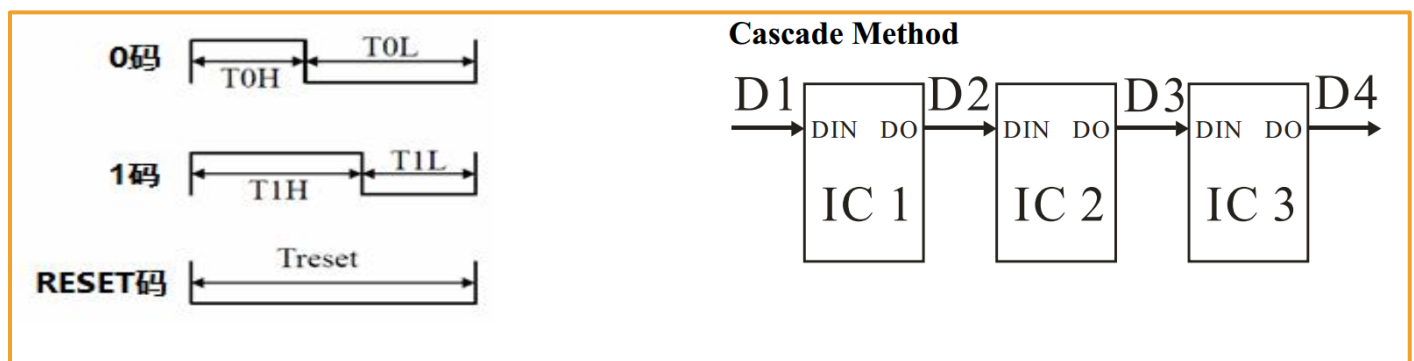 0码
T0H
T0L
1码
T1H
T1L
RESET码
Treset
Cascade Method
D1
D2
D3
D4
DIN DO
DIN DO
DIN DO
IC 1
IC 2
IC 3